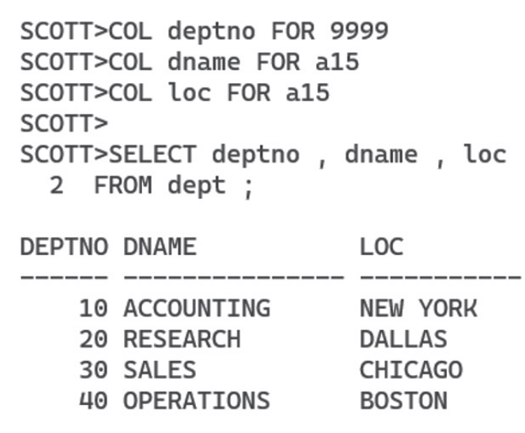 SCOTT>COL deptno FOR 9999
SCOTT>COL dname FOR a15
SCOTT>COL loc FOR a15
SCOTT>
SCOTT>SELECT deptno , dname , loc
  2  FROM dept ;

DEPTNO DNAME           LOC
------ --------------- -----------
    10 ACCOUNTING      NEW YORK
    20 RESEARCH        DALLAS
    30 SALES           CHICAGO
    40 OPERATIONS      BOSTON